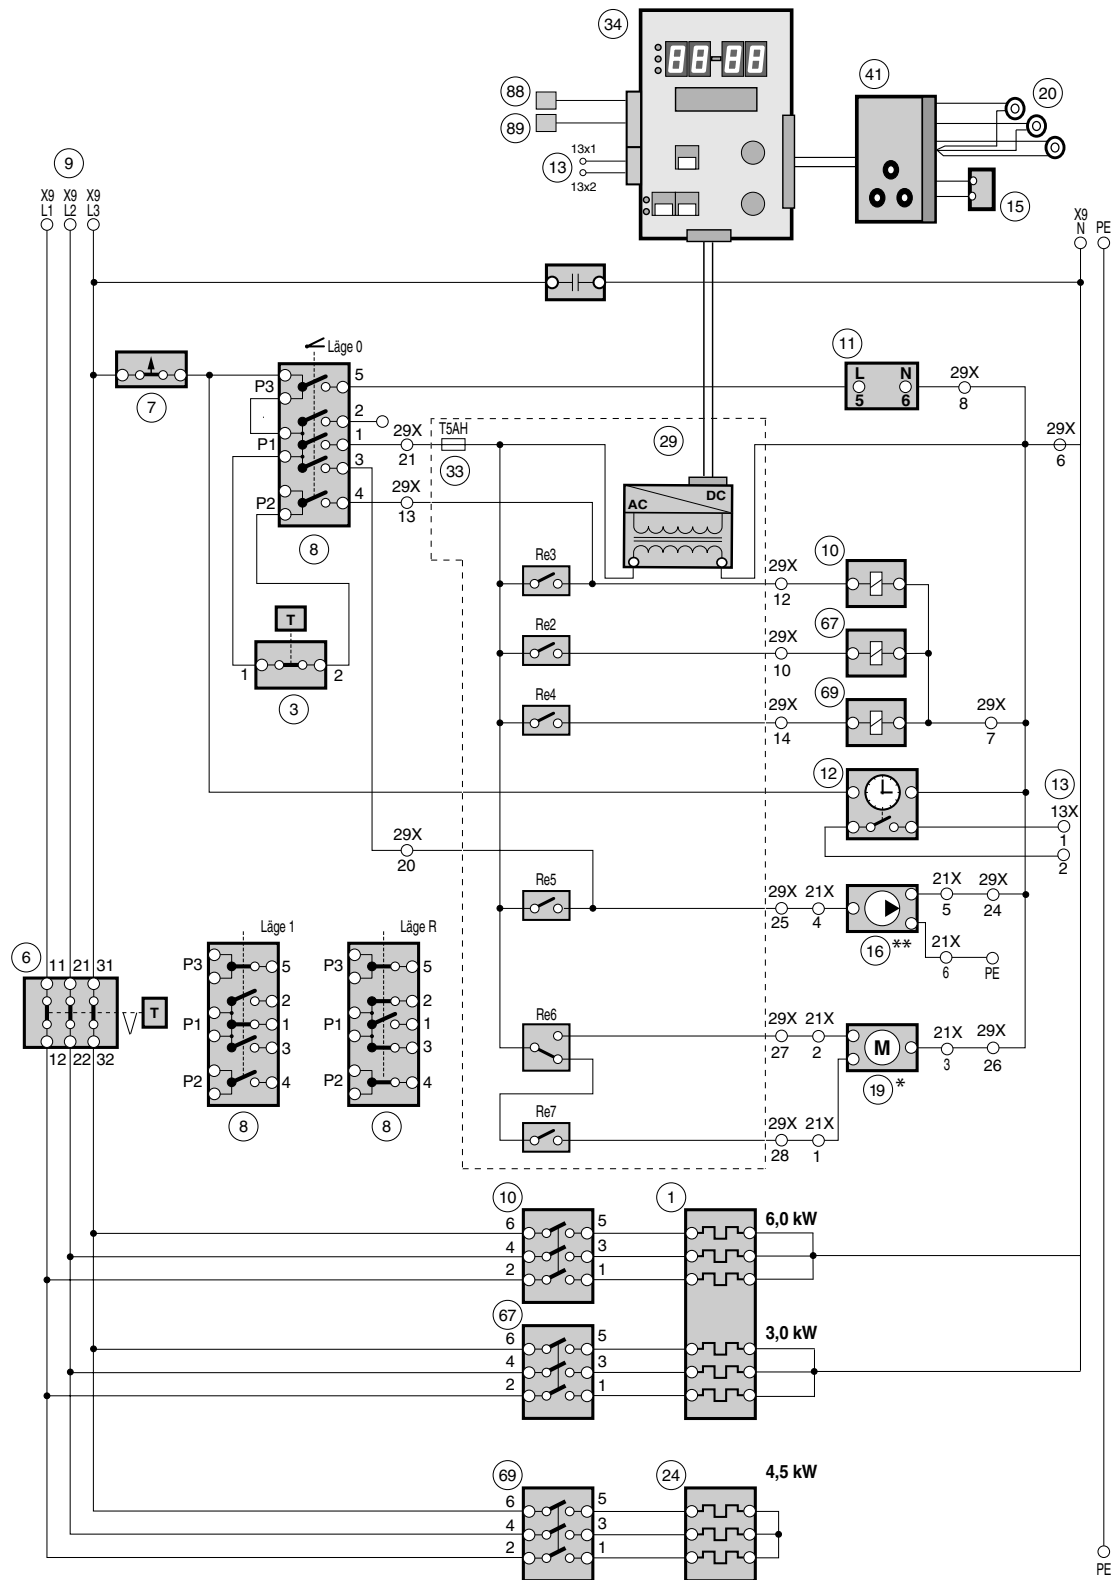 34
88:88
41
20
88
89
13
13x1
13x2
15
9
X9 X9 X9
L1 L2 L3
X9
N PE
Läge 0
P3
P1
P2
5
2
1
3
4
7
8
11
L N
5 6
29X
8
29X
6
29X
21
T5AH
33
29X
13
29
AC DC
T
1 2
3
Re3
29X
12
10
Re2
29X
10
67
Re4
29X
14
69
29X
7
12
13
13X
1
2
29X
20
Re5
29X 21X
25 4
16 **
21X 29X
5 24
21X
6 PE
Läge 1
P3
P1
P2
5
2
1
3
4
8
Läge R
P3
P1
P2
5
2
1
3
4
8
6
11 21 31
12 22 32
T
Re6
29X 21X
27 2
M
19 *
21X 29X
3 26
Re7
29X 21X
28 1
10
1
6,0 kW
6 5
4 3
2 1
67
3,0 kW
6 5
4 3
2 1
69
24
4,5 kW
6 5
4 3
2 1
PE